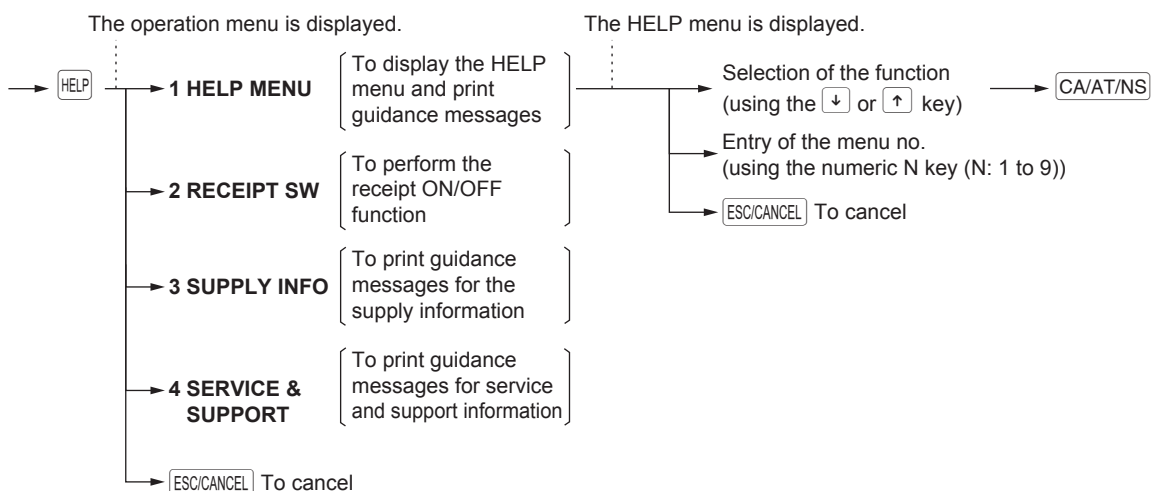 The operation menu is displayed.
The HELP menu is displayed.
HELP
1 HELP MENU
To display the HELP
menu and print
guidance messages
Selection of the function
(using the ↓ or ↑ key)
CA/AT/NS
Entry of the menu no.
(using the numeric N key (N: 1 to 9))
ESC/CANCEL To cancel
2 RECEIPT SW
To perform the
receipt ON/OFF
function
3 SUPPLY INFO
To print guidance
messages for the
supply information
4 SERVICE &
SUPPORT
To print guidance
messages for service
and support information
ESC/CANCEL To cancel